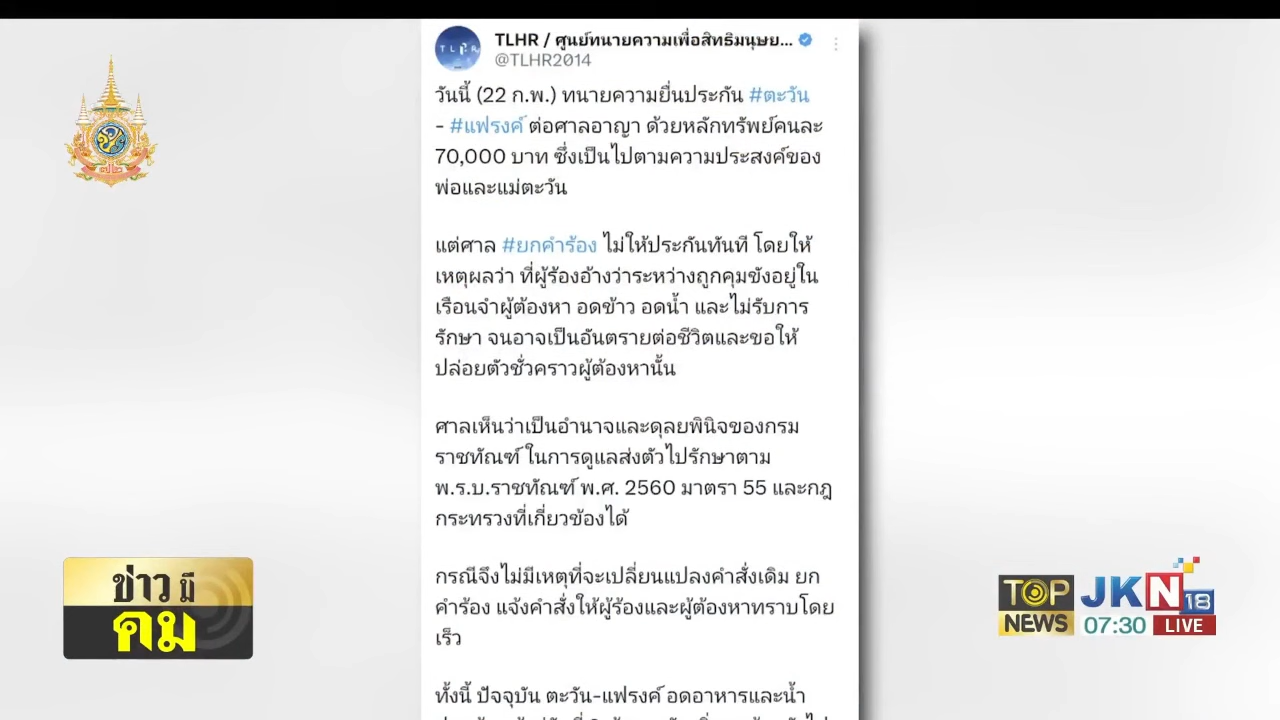 TLHR / ศูนย์ทนายความเพื่อสิทธิมนุษย...
@TLHR2014
วันนี้ (22 ก.พ.) ทนายความยื่นประกัน #ตะวัน
- #แฟรงค์ ต่อศาลอาญา ด้วยหลักทรัพย์คนละ
70,000 บาท ซึ่งเป็นไปตามความประสงค์ของ
พ่อและแม่ตะวัน
แต่ศาล #ยกคำร้อง ไม่ให้ประกันทันที โดยให้
เหตุผลว่า ที่ผู้ร้องอ้างว่าระหว่างถูกคุมขังอยู่ใน
เรือนจำผู้ต้องหา อดข้าว อดน้ำ และไม่รับการ
รักษา จนอาจเป็นอันตรายต่อชีวิตและขอให้
ปล่อยตัวชั่วคราวผู้ต้องหานั้น
ศาลเห็นว่าเป็นอำนาจและดุลยพินิจของกรม
ราชทัณฑ์ ในการดูแลส่งตัวไปรักษาตาม
พ.ร.บ.ราชทัณฑ์ พ.ศ. 2560 มาตรา 55 และกฎ
กระทรวงที่เกี่ยวข้องได้
กรณีจึงไม่มีเหตุที่จะเปลี่ยนแปลงคำสั่งเดิม ยก
คำร้อง แจ้งคำสั่งให้ผู้ร้องและผู้ต้องหาทราบโดย
เร็ว
ทั้งนี้ ปัจจุบัน ตะวัน-แฟรงค์ อดอาหารและน้ำ
ข่าวมี
คม
TOP
NEWS
JKN
18
07:30
LIVE